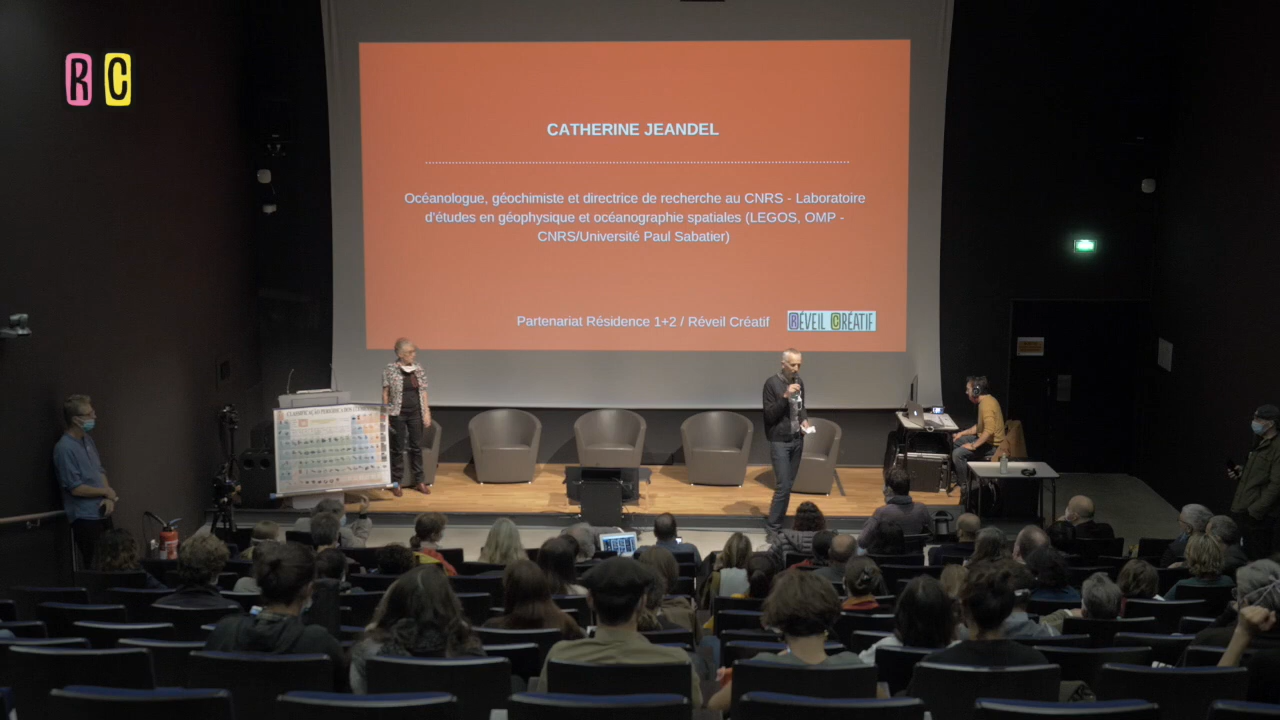 R C
CATHERINE JEANDEL
Océanologue, géochimiste et directrice de recherche au CNRS - Laboratoire
d'études en géophysique et océanographie spatiales (LEGOS, OMP -
CNRS/Université Paul Sabatier)
Partenariat Résidence 1+2 / Réveil Créatif
RÉVEIL CRÉATIF